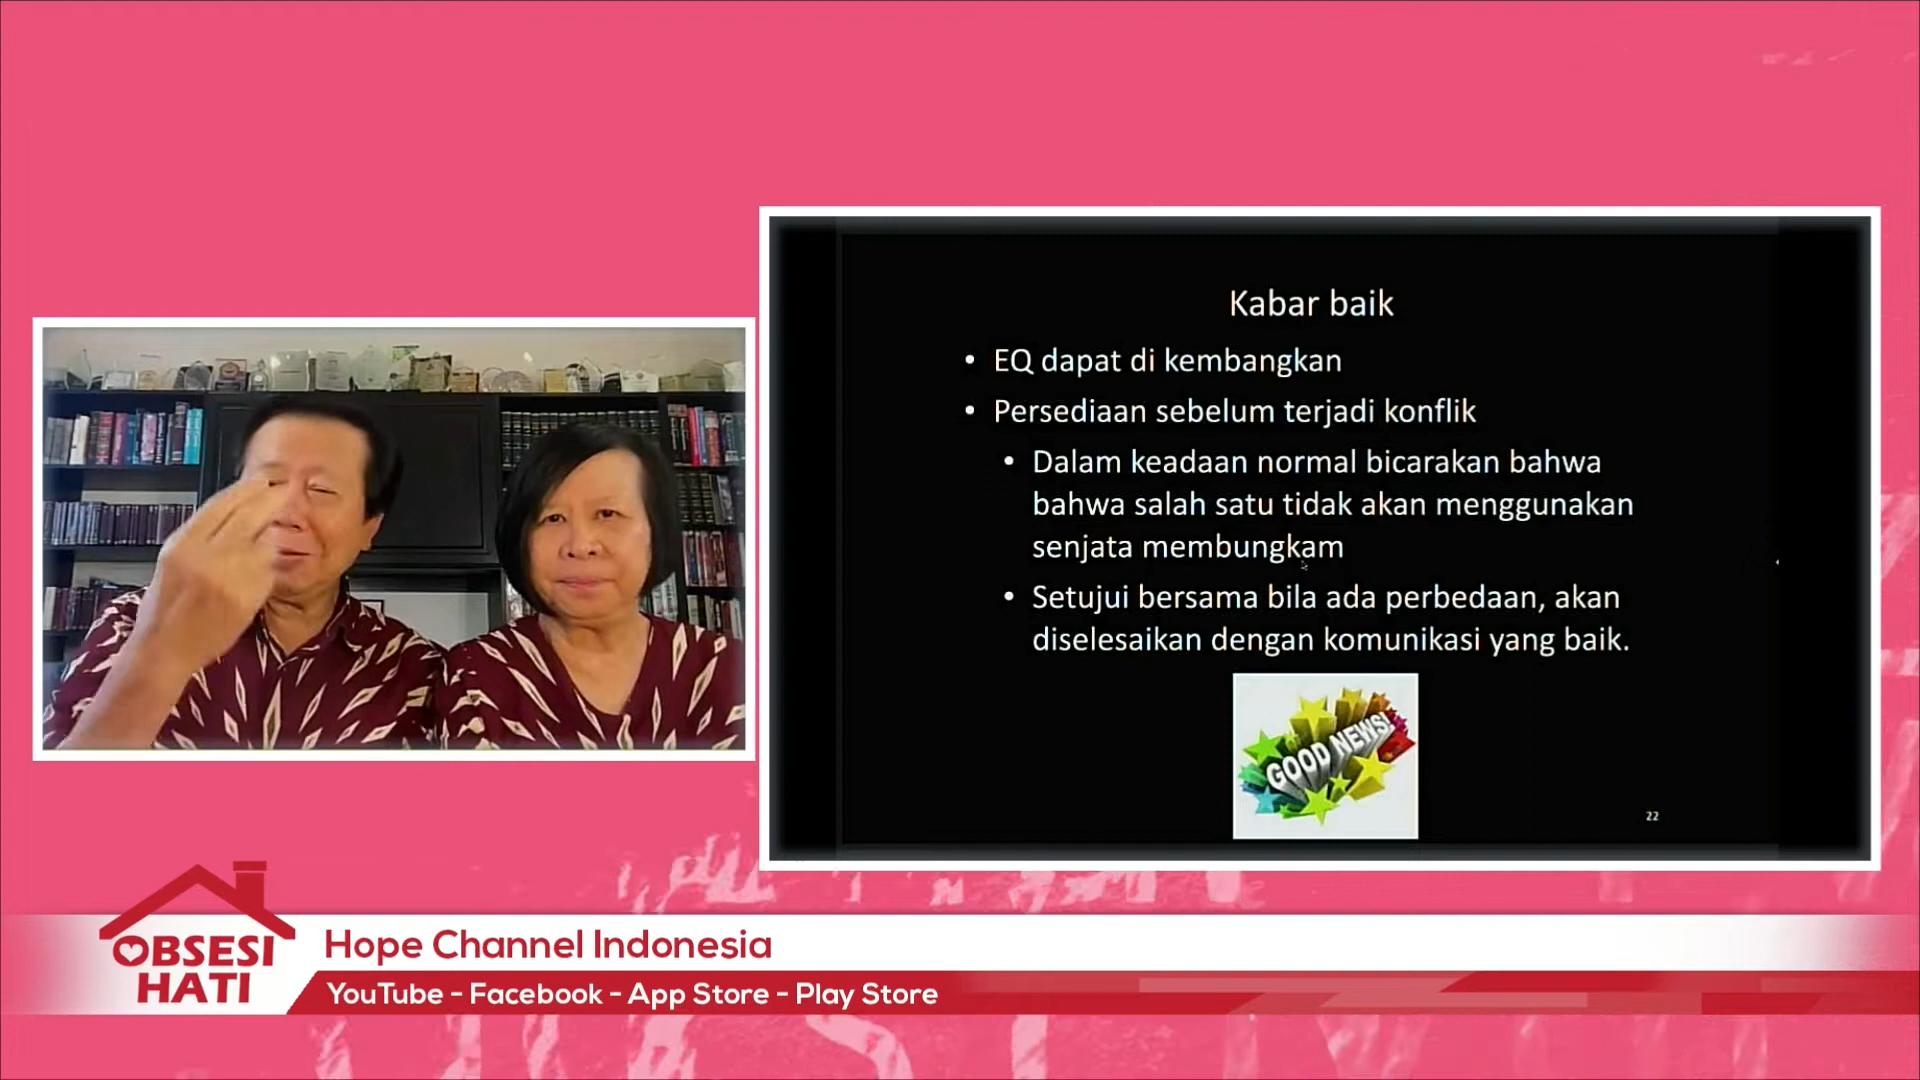 Kabar baik
• EQ dapat di kembangkan
• Persediaan sebelum terjadi konflik
• Dalam keadaan normal bicarakan bahwa
bahwa salah satu tidak akan menggunakan
senjata membungkam
• Setujui bersama bila ada perbedaan, akan
diselesaikan dengan komunikasi yang baik.
GOOD NEWS!
22
OBSESI
HATI
Hope Channel Indonesia
YouTube - Facebook - App Store - Play Store